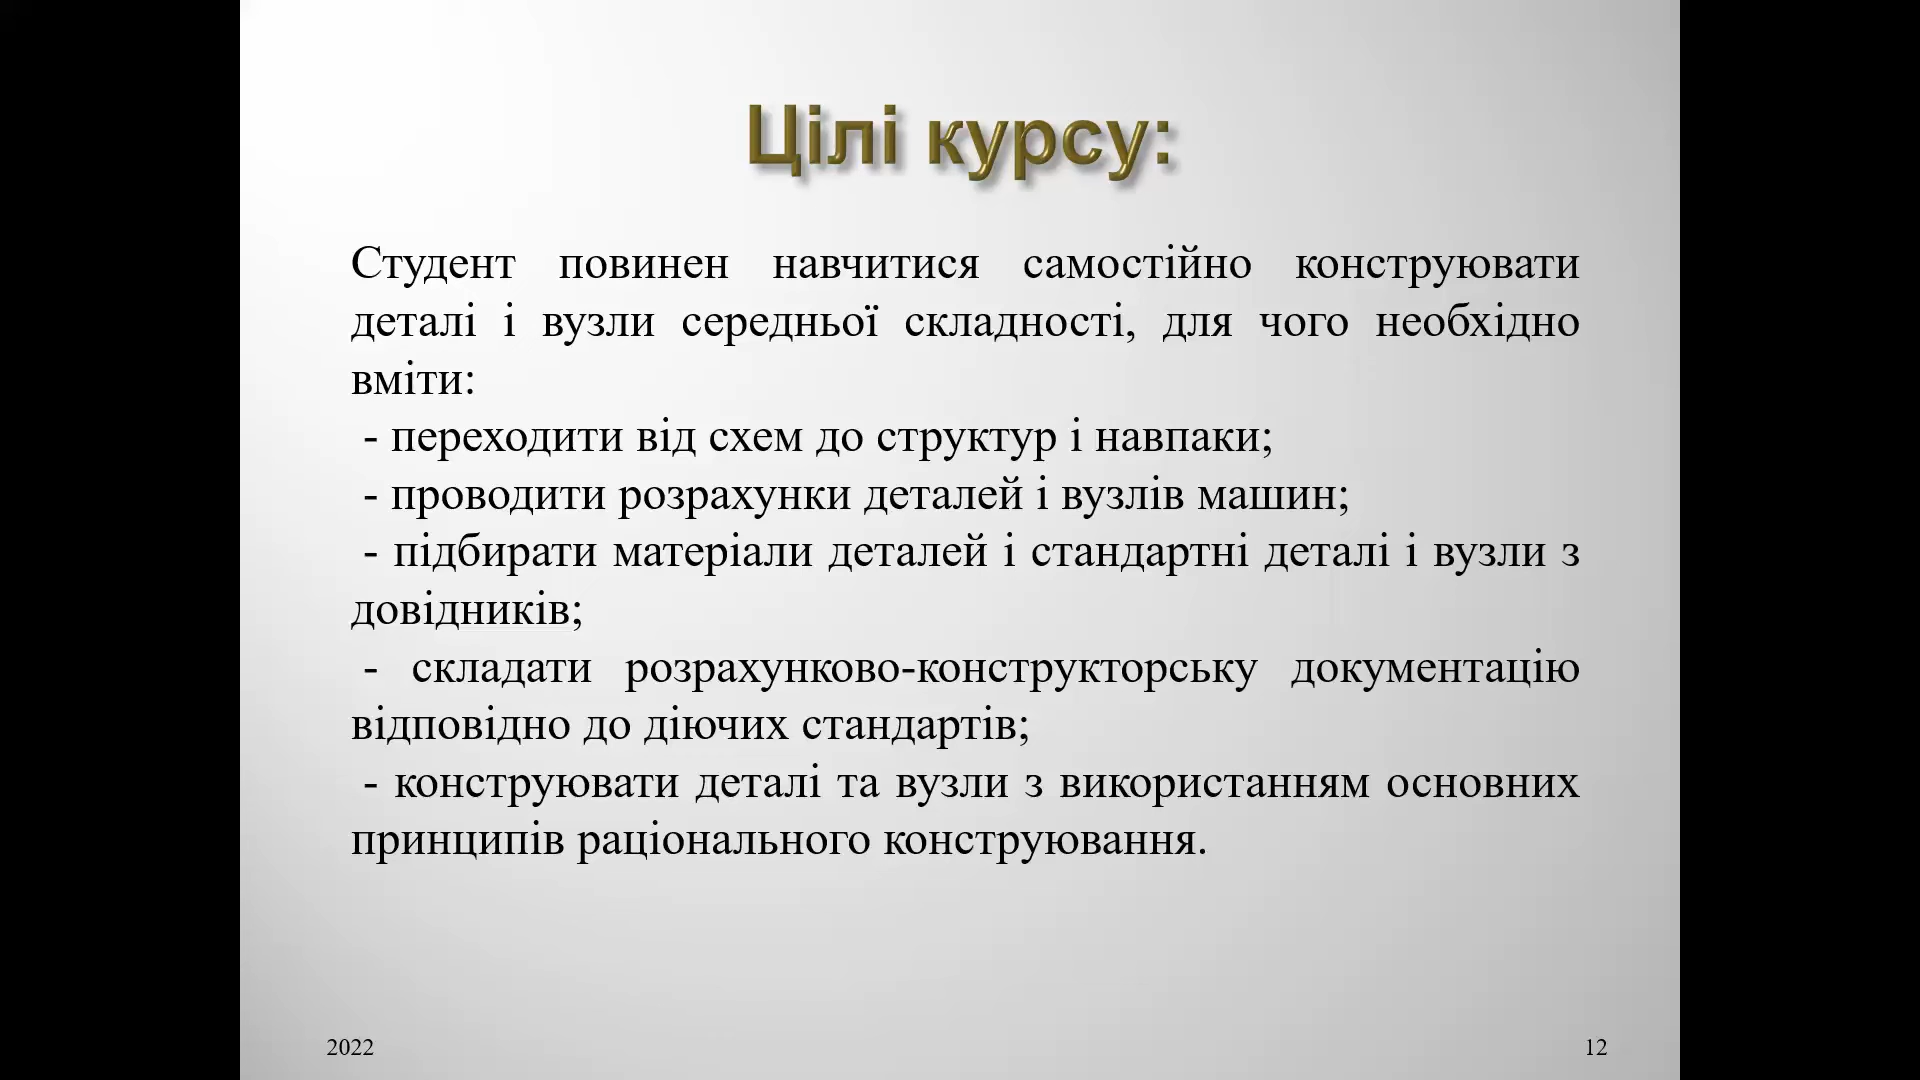 Цілі курсу:
Студент повинен навчитися самостійно конструювати
деталі і вузли середньої складності, для чого необхідно
вміти:
- переходити від схем до структур і навпаки;
- проводити розрахунки деталей і вузлів машин;
- підбирати матеріали деталей і стандартні деталі і вузли з
довідників;
- складати розрахунково-конструкторську документацію
відповідно до діючих стандартів;
- конструювати деталі та вузли з використанням основних
принципів раціонального конструювання.
2022
12